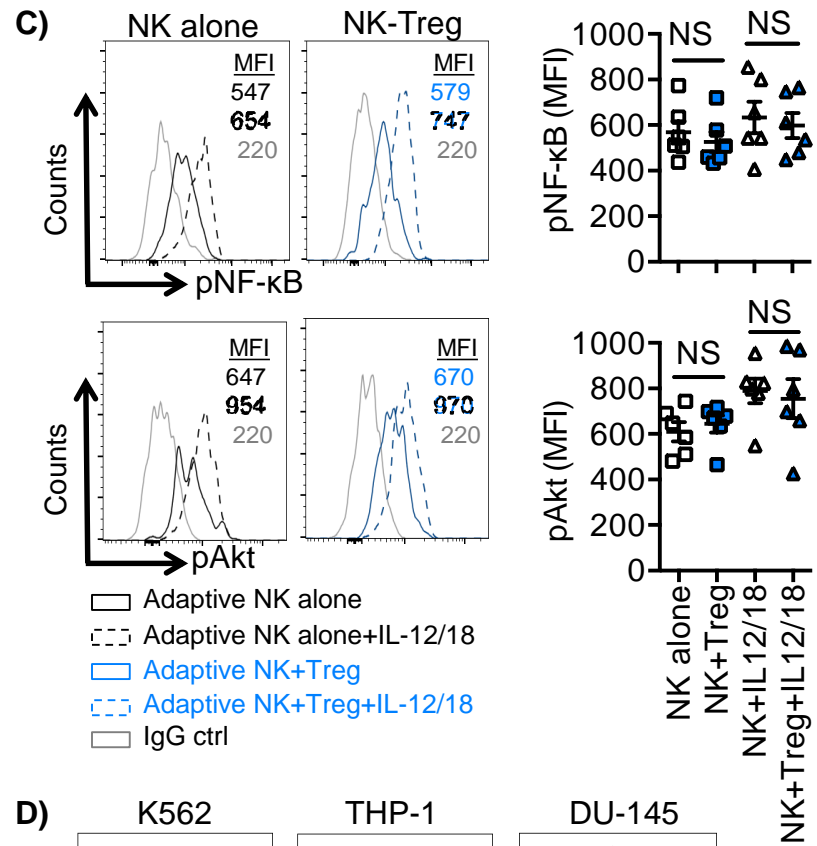 C)
NK alone
NK-Treg
MFI
547
654
220
MFI
579
747
220
Counts
pNF-κB
pNF-κB (MFI)
1000
800
600
400
200
0
NS
NS
MFI
647
954
220
MFI
670
970
220
Counts
pAkt
pAkt (MFI)
1000
800
600
400
200
0
NS
NS
NK alone
NK+Treg
NK+IL12/18
NK+Treg+IL12/18
Adaptive NK alone
Adaptive NK alone+IL-12/18
Adaptive NK+Treg
Adaptive NK+Treg+IL-12/18
IgG ctrl
D)
K562
THP-1
DU-145